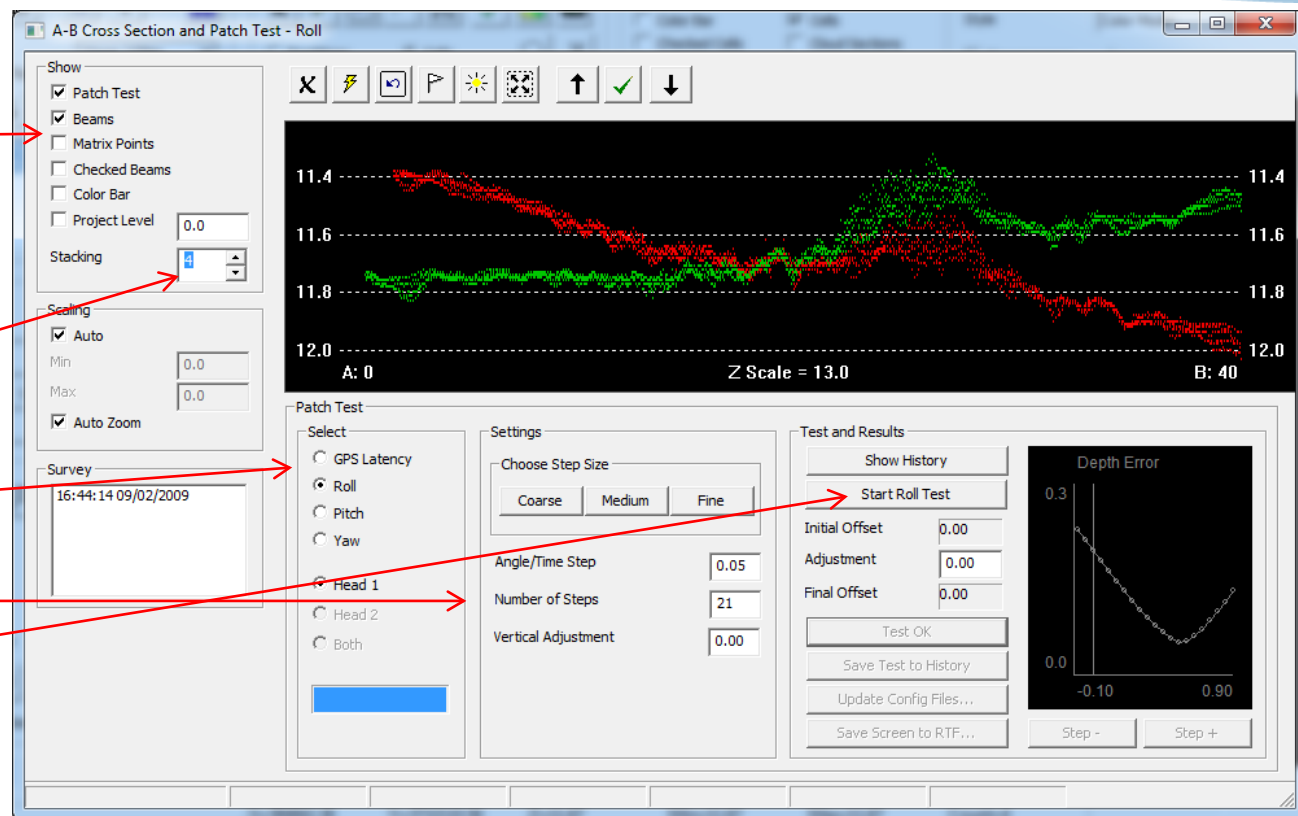 A-B Cross Section and Patch Test - Roll
Show
Patch Test
Beams
Matrix Points
Checked Beams
Color Bar
Project Level 0.0
Stacking 4
Scaling
Auto
Min 0.0
Max 0.0
Auto Zoom
Survey
16:44:14 09/02/2009
11.4 11.4
11.6 11.6
11.8 11.8
12.0 12.0
A: 0 Z Scale = 13.0 B: 40
Patch Test
Select
GPS Latency
Roll
Pitch
Yaw
Head 1
Head 2
Both
Settings
Choose Step Size
Coarse Medium Fine
Angle/Time Step 0.05
Number of Steps 21
Vertical Adjustment 0.00
Test and Results
Show History
Start Roll Test
Initial Offset 0.00
Adjustment 0.00
Final Offset 0.00
Test OK
Save Test to History
Update Config Files...
Save Screen to RTF...
Depth Error
0.3
0.0
-0.10 0.90
Step - Step +